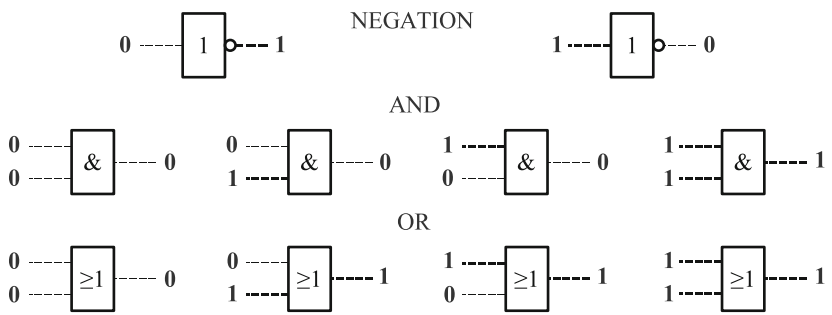 NEGATION
0 1 1 1 1 0
AND
0 0 1 1
& 0 & 0 & 0 & 1
0 1 0 1
OR
0 0 1 1
≥1 0 ≥1 1 ≥1 1 ≥1 1
0 1 0 1